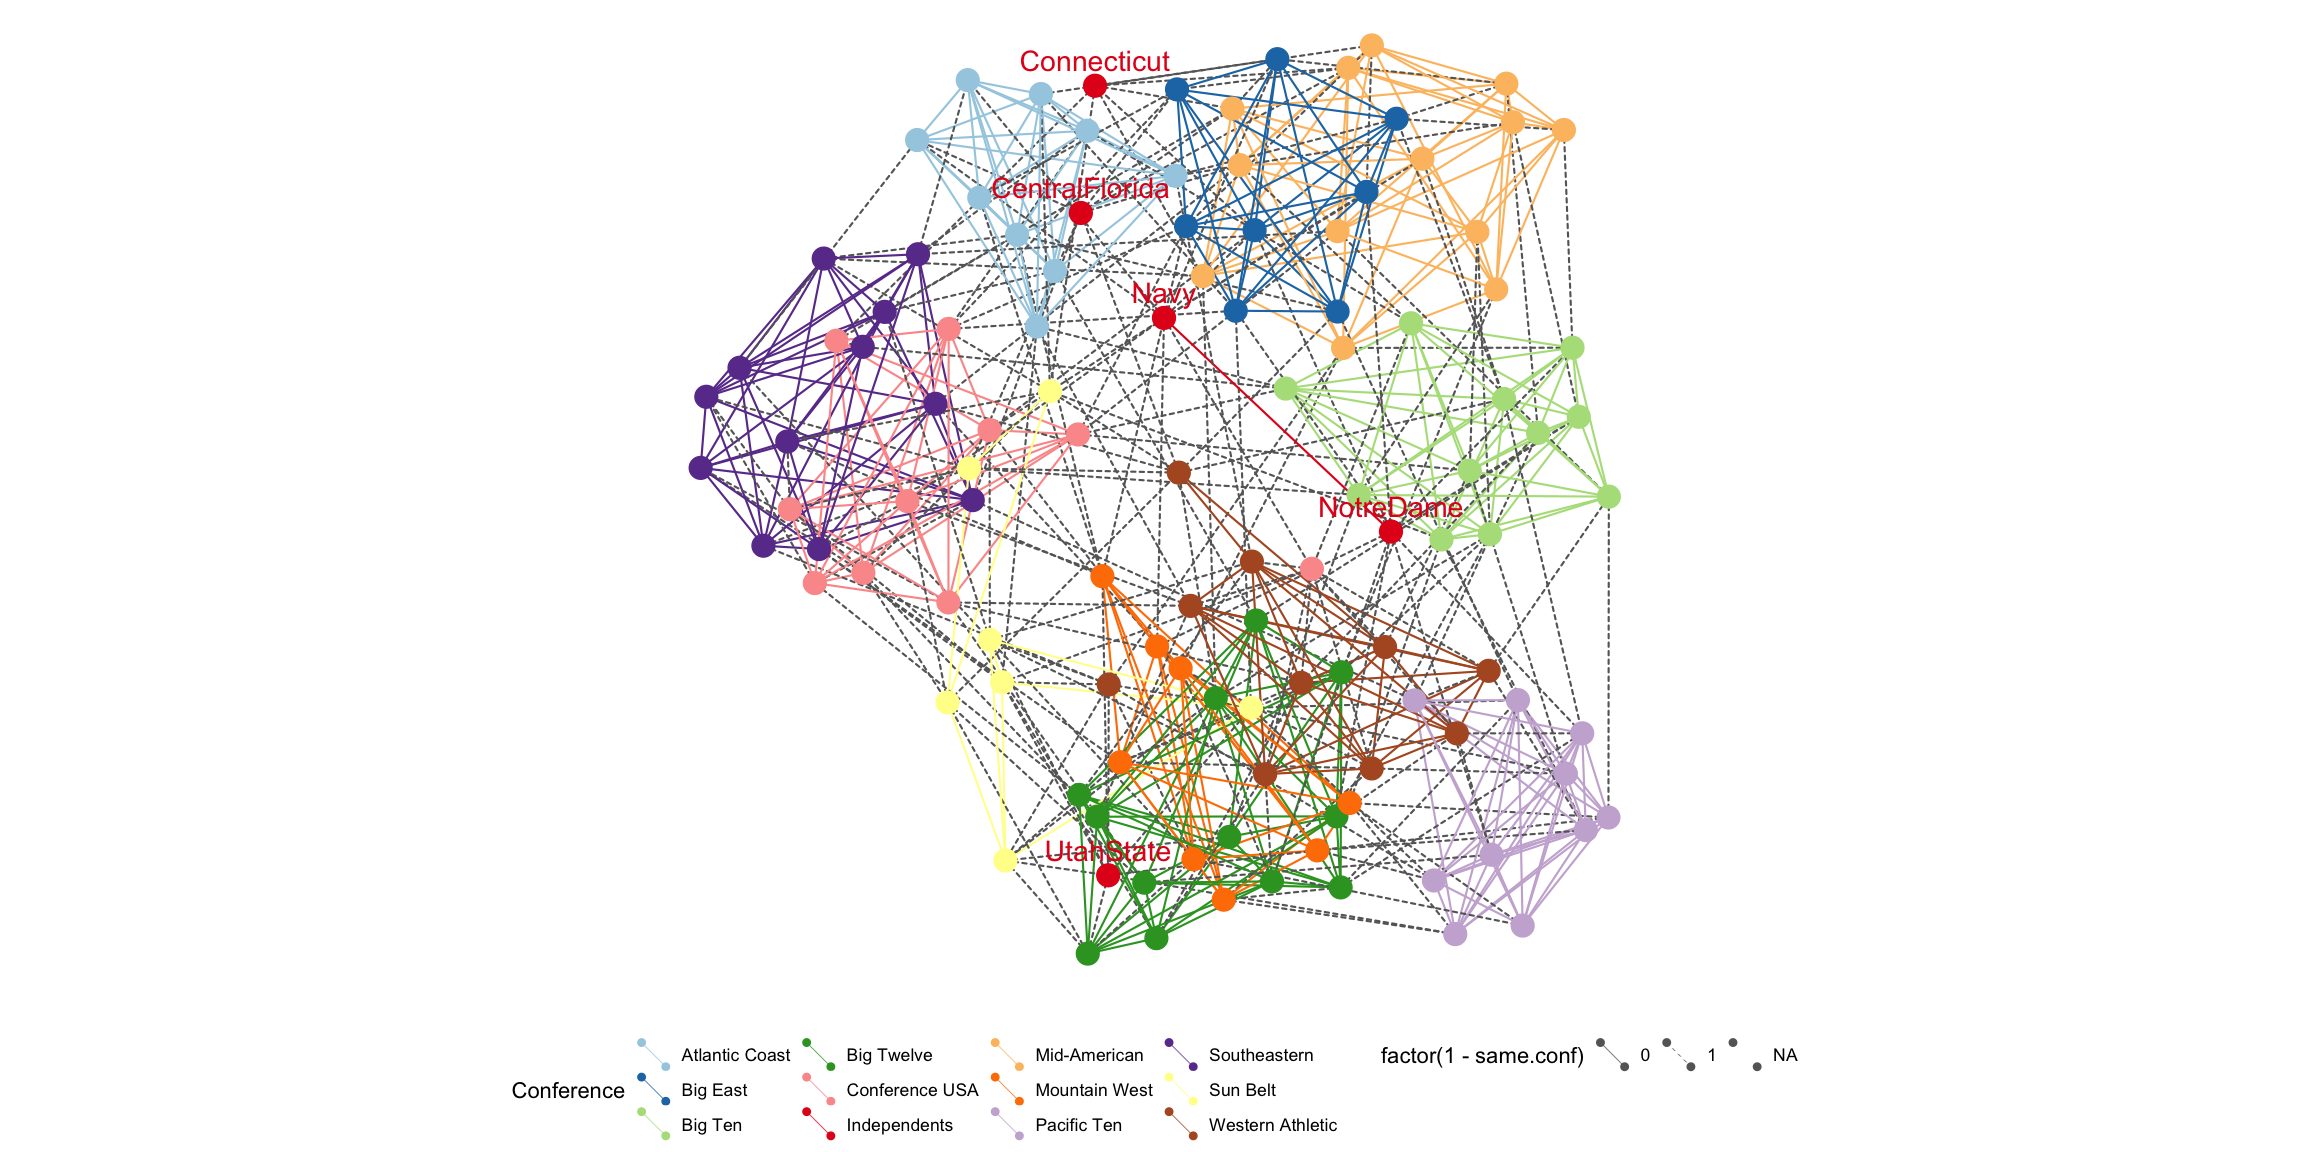 Connecticut
CentralFlorida
Navy
NotreDame
UtahState
Conference
Atlantic Coast
Big East
Big Ten
Big Twelve
Conference USA
Independents
Mid-American
Mountain West
Pacific Ten
Southeastern
Sun Belt
Western Athletic
factor(1 - same.conf)
0
1
NA